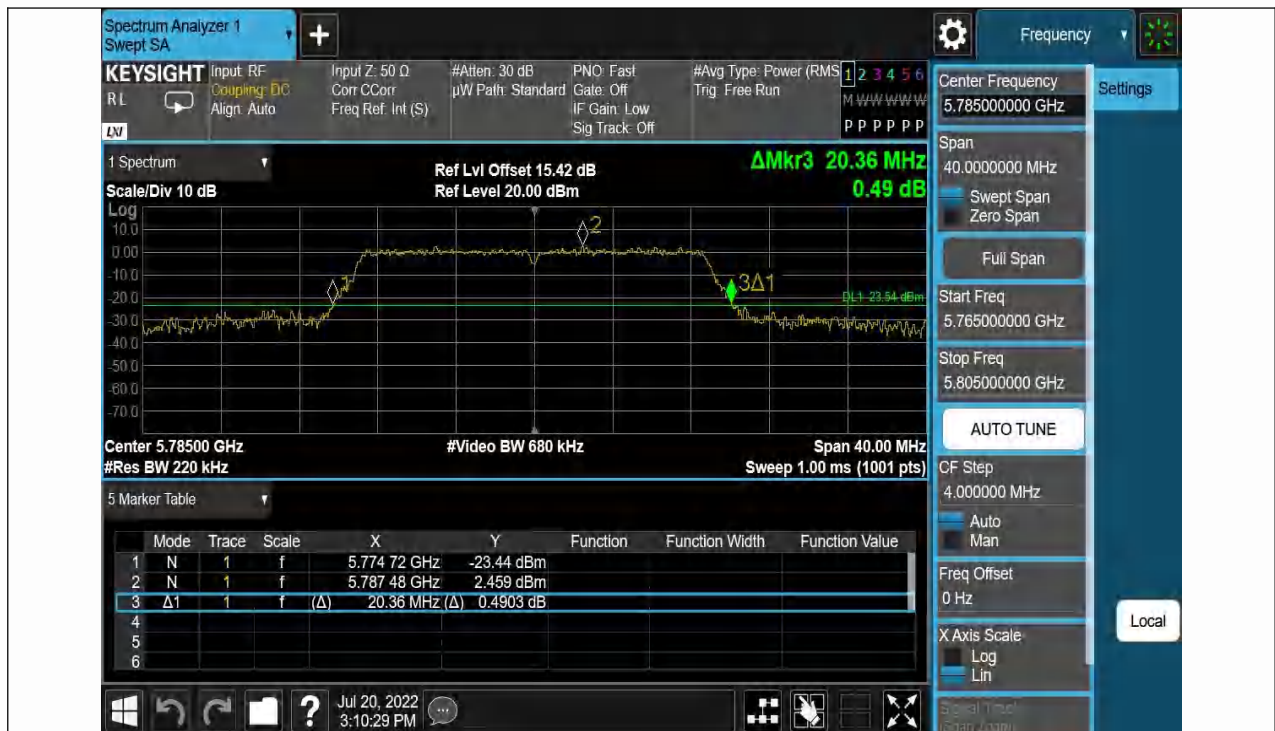 Spectrum Analyzer 1
Swept SA
Frequency
KEYSIGHT
RL
LXI
Input: RF
Coupling: DC
Align: Auto
Input Z: 50 Ω
Corr CCorr
Freq Ref: Int (S)
#Atten: 30 dB
µW Path: Standard
PNO: Fast
Gate: Off
IF Gain: Low
Sig Track: Off
#Avg Type: Power (RMS
Trig: Free Run
1 2 3 4 5 6
M W W W W W
P P P P P P
1 Spectrum
Scale/Div 10 dB
Ref Lvl Offset 15.42 dB
Ref Level 20.00 dBm
ΔMkr3 20.36 MHz
0.49 dB
Log
10.0
0.00
-10.0
-20.0
-30.0
-40.0
-50.0
-60.0
-70.0
1
2
3Δ1
DL1 -23.54 dBm
Center 5.78500 GHz
#Video BW 680 kHz
Span 40.00 MHz
#Res BW 220 kHz
Sweep 1.00 ms (1001 pts)
5 Marker Table
Mode Trace Scale X Y Function Function Width Function Value
1 N 1 f 5.774 72 GHz -23.44 dBm
2 N 1 f 5.787 48 GHz 2.459 dBm
3 Δ1 1 f (Δ) 20.36 MHz (Δ) 0.4903 dB
4
5
6
Jul 20, 2022
3:10:29 PM
Center Frequency
5.785000000 GHz
Span
40.0000000 MHz
Swept Span
Zero Span
Full Span
Start Freq
5.765000000 GHz
Stop Freq
5.805000000 GHz
AUTO TUNE
CF Step
4.000000 MHz
Auto
Man
Freq Offset
0 Hz
X Axis Scale
Log
Lin
Settings
Local